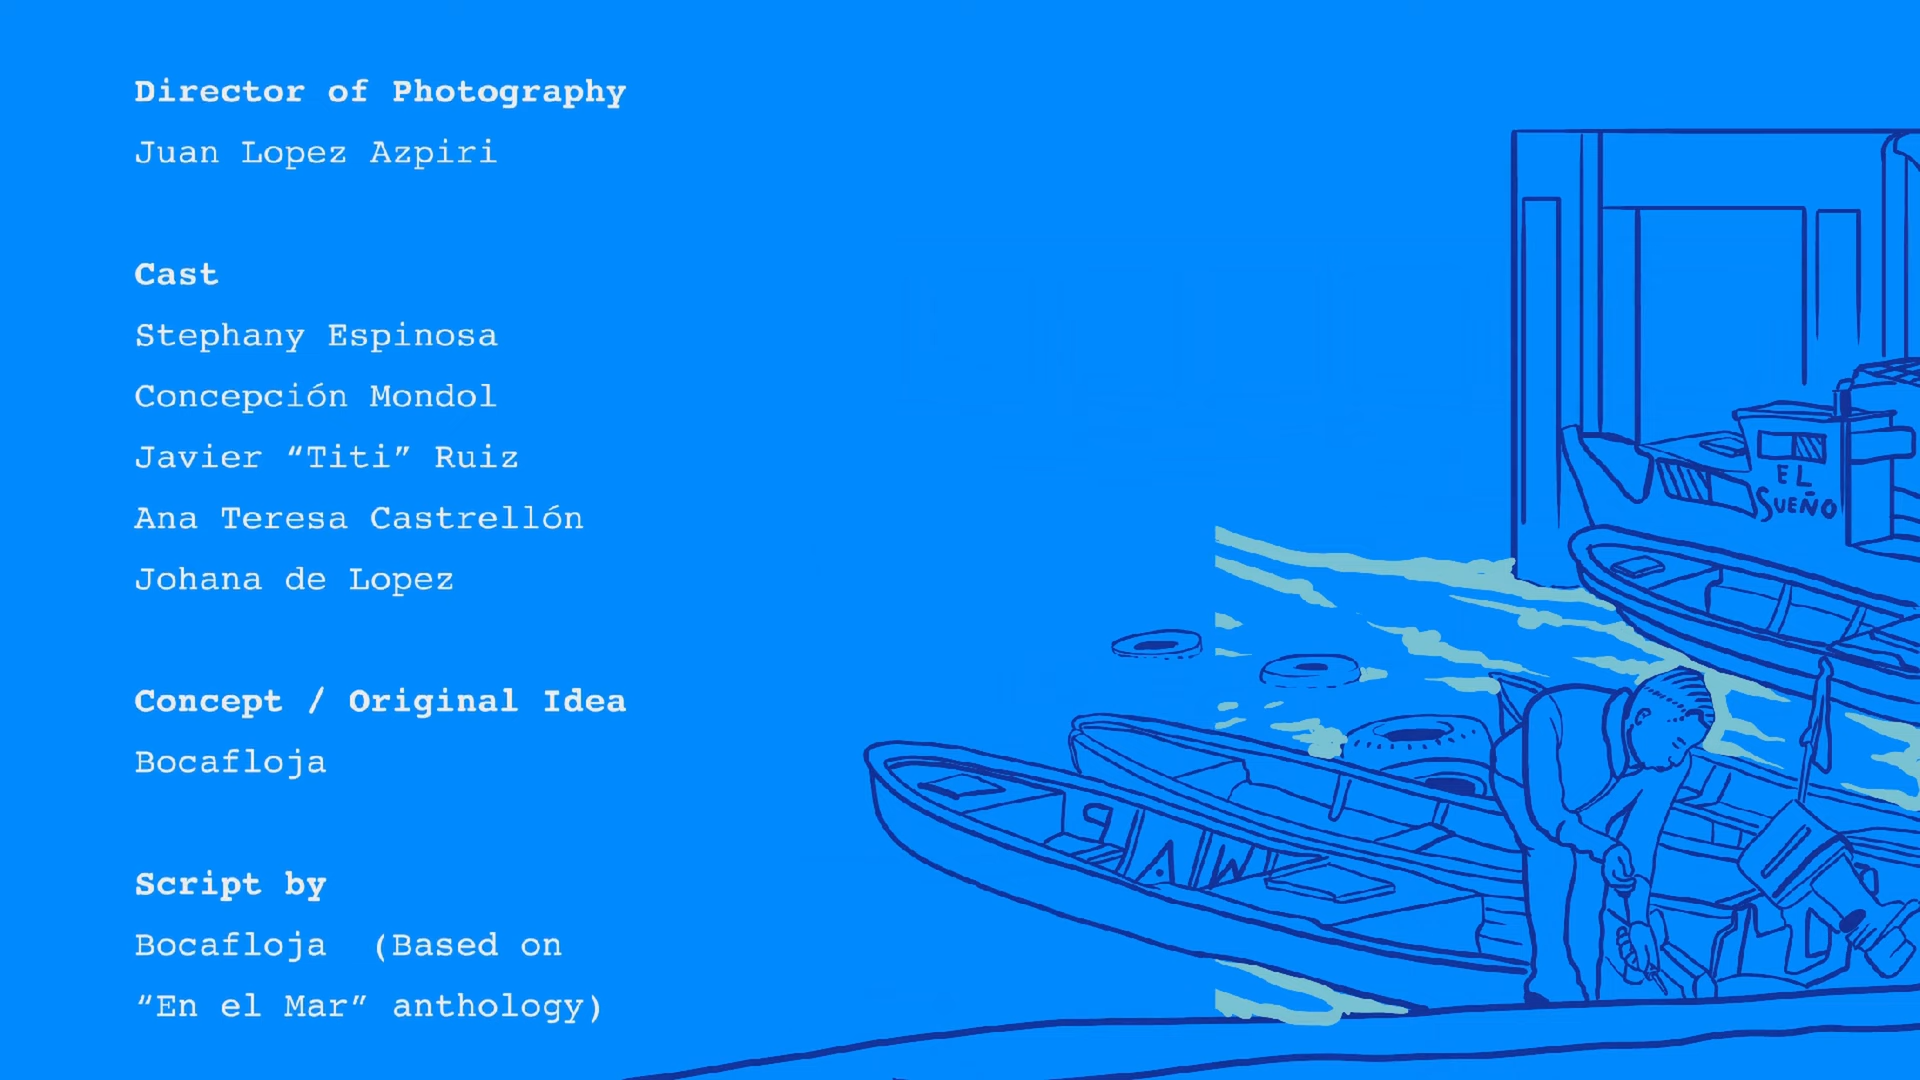 Director of Photography
Juan Lopez Azpiri
Cast
Stephany Espinosa
Concepción Mondol
Javier “Titi” Ruiz
Ana Teresa Castrellón
Johana de Lopez
Concept / Original Idea
Bocafloja
Script by
Bocafloja  (Based on
“En el Mar” anthology)
EL
SUEÑO